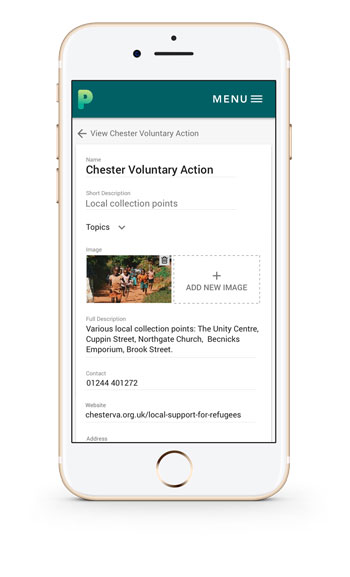 P
MENU
View Chester Voluntary Action
Name
Chester Voluntary Action
Short Description
Local collection points
Topics
Image
ADD NEW IMAGE
Full Description
Various local collection points: The Unity Centre,
Cuppin Street, Northgate Church, Becnicks
Emporium, Brook Street.
Contact
01244 401272
Website
chesterva.org.uk/local-support-for-refugees
Address